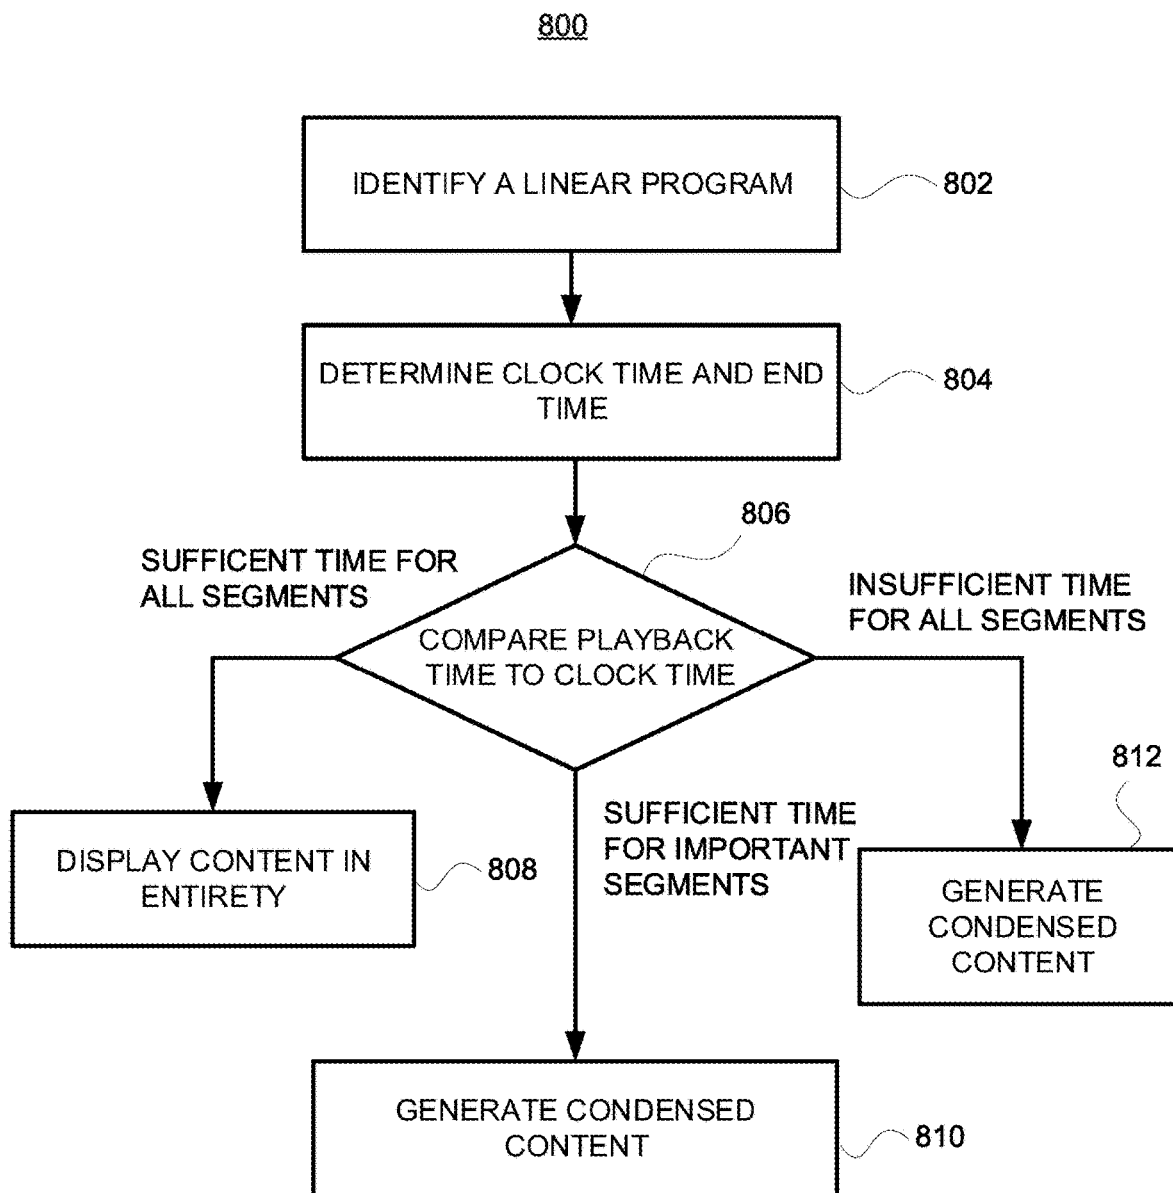 800
IDENTIFY A LINEAR PROGRAM
802
DETERMINE CLOCK TIME AND END
TIME
804
806
SUFFICENT TIME FOR
ALL SEGMENTS
INSUFFICIENT TIME
FOR ALL SEGMENTS
COMPARE PLAYBACK
TIME TO CLOCK TIME
812
SUFFICIENT TIME
FOR IMPORTANT
SEGMENTS
DISPLAY CONTENT IN
ENTIRETY
808
GENERATE
CONDENSED
CONTENT
GENERATE CONDENSED
CONTENT
810